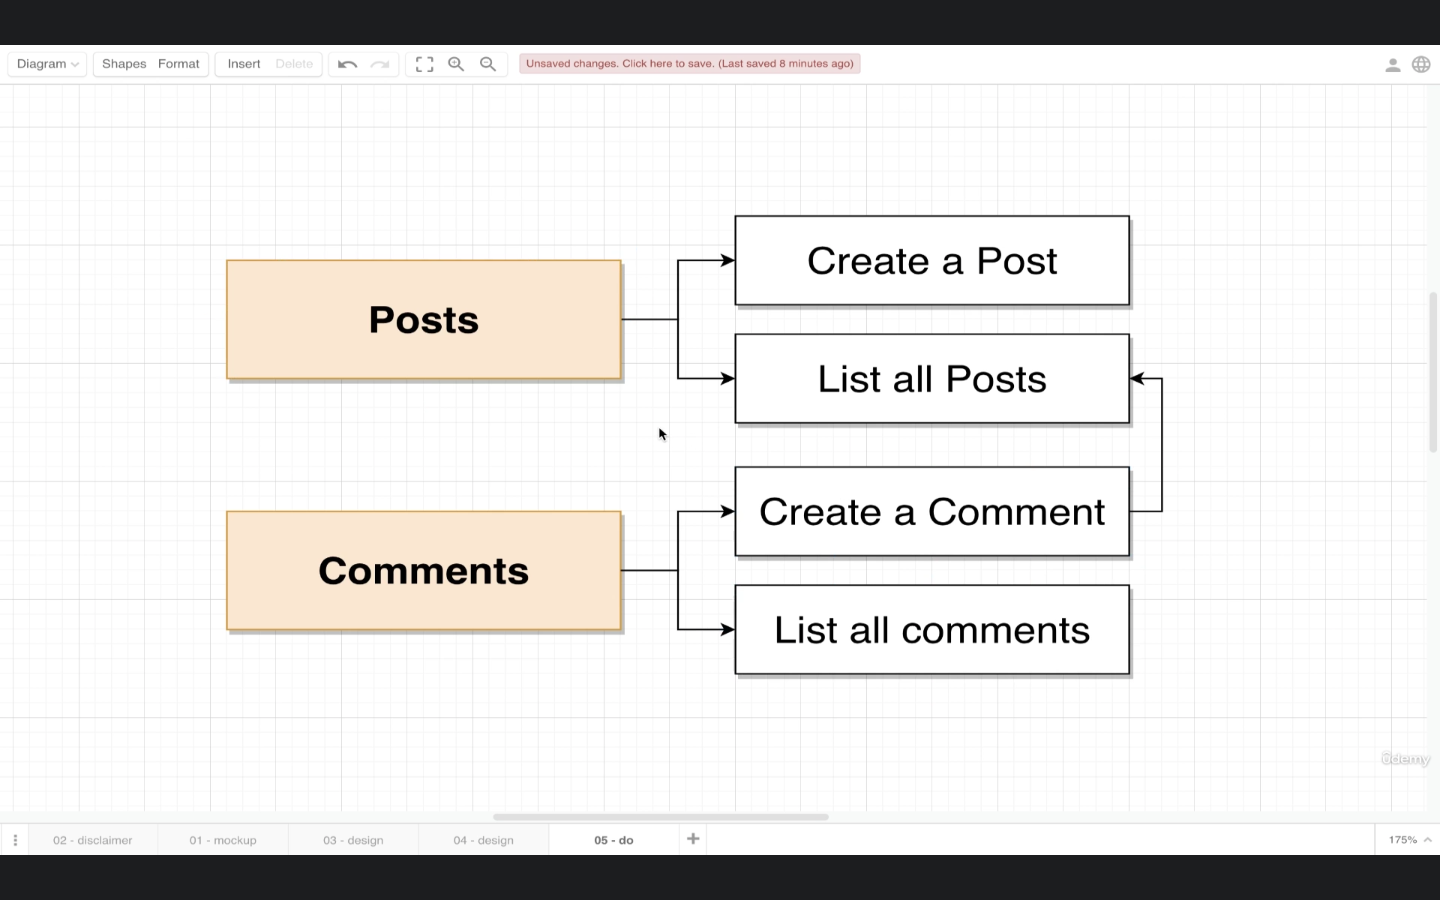 Diagram
Shapes Format
Insert Delete
Unsaved changes. Click here to save. (Last saved 8 minutes ago)
Create a Post
Posts
List all Posts
Create a Comment
Comments
List all comments
ûdemy
02 - disclaimer
01 - mockup
03 - design
04 - design
05 - do
175%